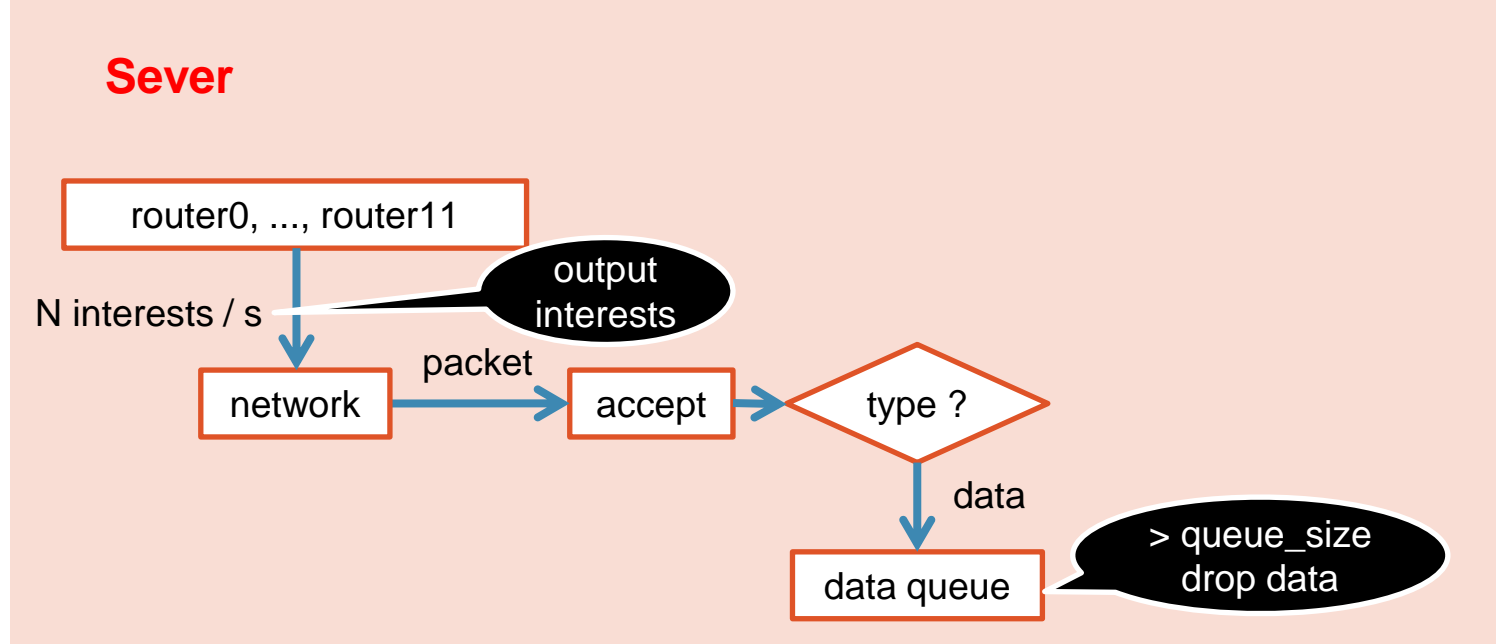 Sever
router0, ..., router11
output
interests
N interests / s
packet
network
accept
type ?
data
> queue_size
drop data
data queue